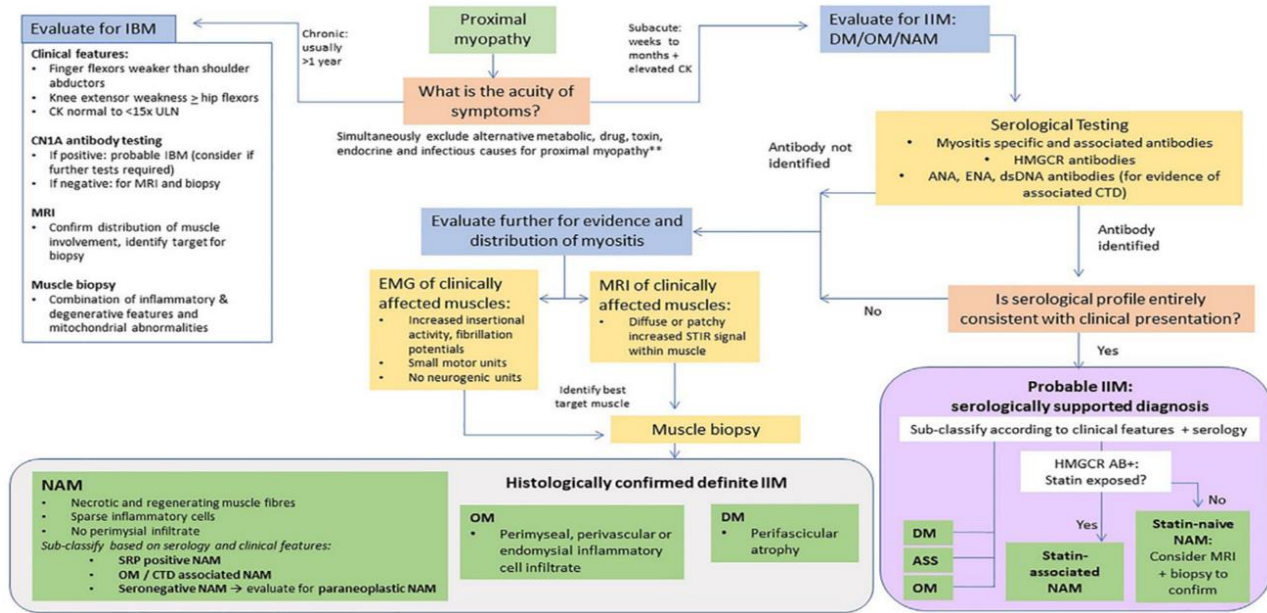 Evaluate for IBM
Clinical features:
• Finger flexors weaker than shoulder
abductors
• Knee extensor weakness ≥ hip flexors
• CK normal to <15x ULN
CN1A antibody testing
• If positive: probable IBM (consider if
further tests required)
• If negative: for MRI and biopsy
MRI
• Confirm distribution of muscle
involvement, identify target for
biopsy
Muscle biopsy
• Combination of inflammatory &
degenerative features and
mitochondrial abnormalities
Chronic:
usually
>1 year
Proximal
myopathy
What is the acuity of
symptoms?
Simultaneously exclude alternative metabolic, drug, toxin,
endocrine and infectious causes for proximal myopathy**
Subacute:
weeks to
months +
elevated CK
Evaluate for IIM:
DM/OM/NAM
Serological Testing
• Myositis specific and associated antibodies
• HMGCR antibodies
• ANA, ENA, dsDNA antibodies (for evidence of
associated CTD)
Antibody not
identified
Antibody
identified
Is serological profile entirely
consistent with clinical presentation?
No
Yes
Evaluate further for evidence and
distribution of myositis
EMG of clinically
affected muscles:
• Increased insertional
activity, fibrillation
potentials
• Small motor units
• No neurogenic units
MRI of clinically
affected muscles:
• Diffuse or patchy
increased STIR signal
within muscle
Identify best
target muscle
Muscle biopsy
Histologically confirmed definite IIM
NAM
• Necrotic and regenerating muscle fibres
• Sparse inflammatory cells
• No perimysial infiltrate
Sub-classify based on serology and clinical features:
• SRP positive NAM
• OM / CTD associated NAM
• Seronegative NAM → evaluate for paraneoplastic NAM
OM
• Perimyseal, perivascular or
endomysial inflammatory
cell infiltrate
DM
• Perifascicular
atrophy
Probable IIM:
serologically supported diagnosis
Sub-classify according to clinical features + serology
HMGCR AB+:
Statin exposed?
Yes
No
DM
ASS
OM
Statin-
associated
NAM
Statin-naive
NAM:
Consider MRI
+ biopsy to
confirm